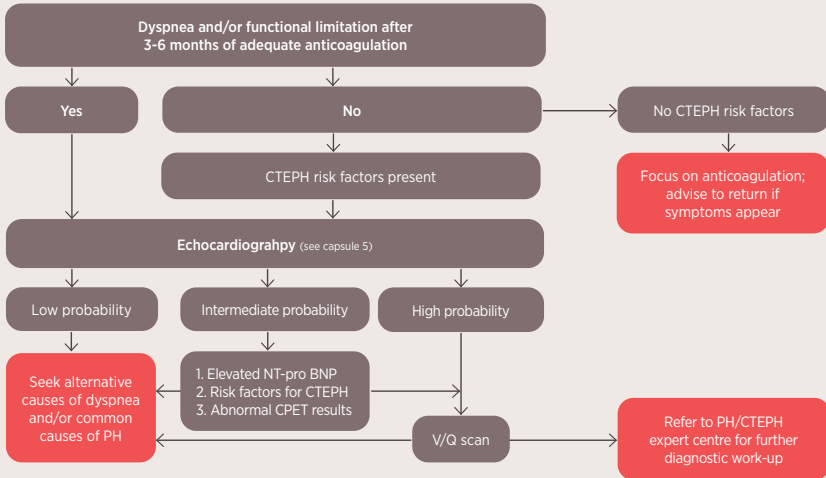 Dyspnea and/or functional limitation after
3-6 months of adequate anticoagulation
Yes
No
No CTEPH risk factors
CTEPH risk factors present
Focus on anticoagulation;
advise to return if
symptoms appear
Echocardiograhpy (see capsule 5)
Low probability
Intermediate probability
High probability
Seek alternative
causes of dyspnea
and/or common
causes of PH
1. Elevated NT-pro BNP
2. Risk factors for CTEPH
3. Abnormal CPET results
V/Q scan
Refer to PH/CTEPH
expert centre for further
diagnostic work-up